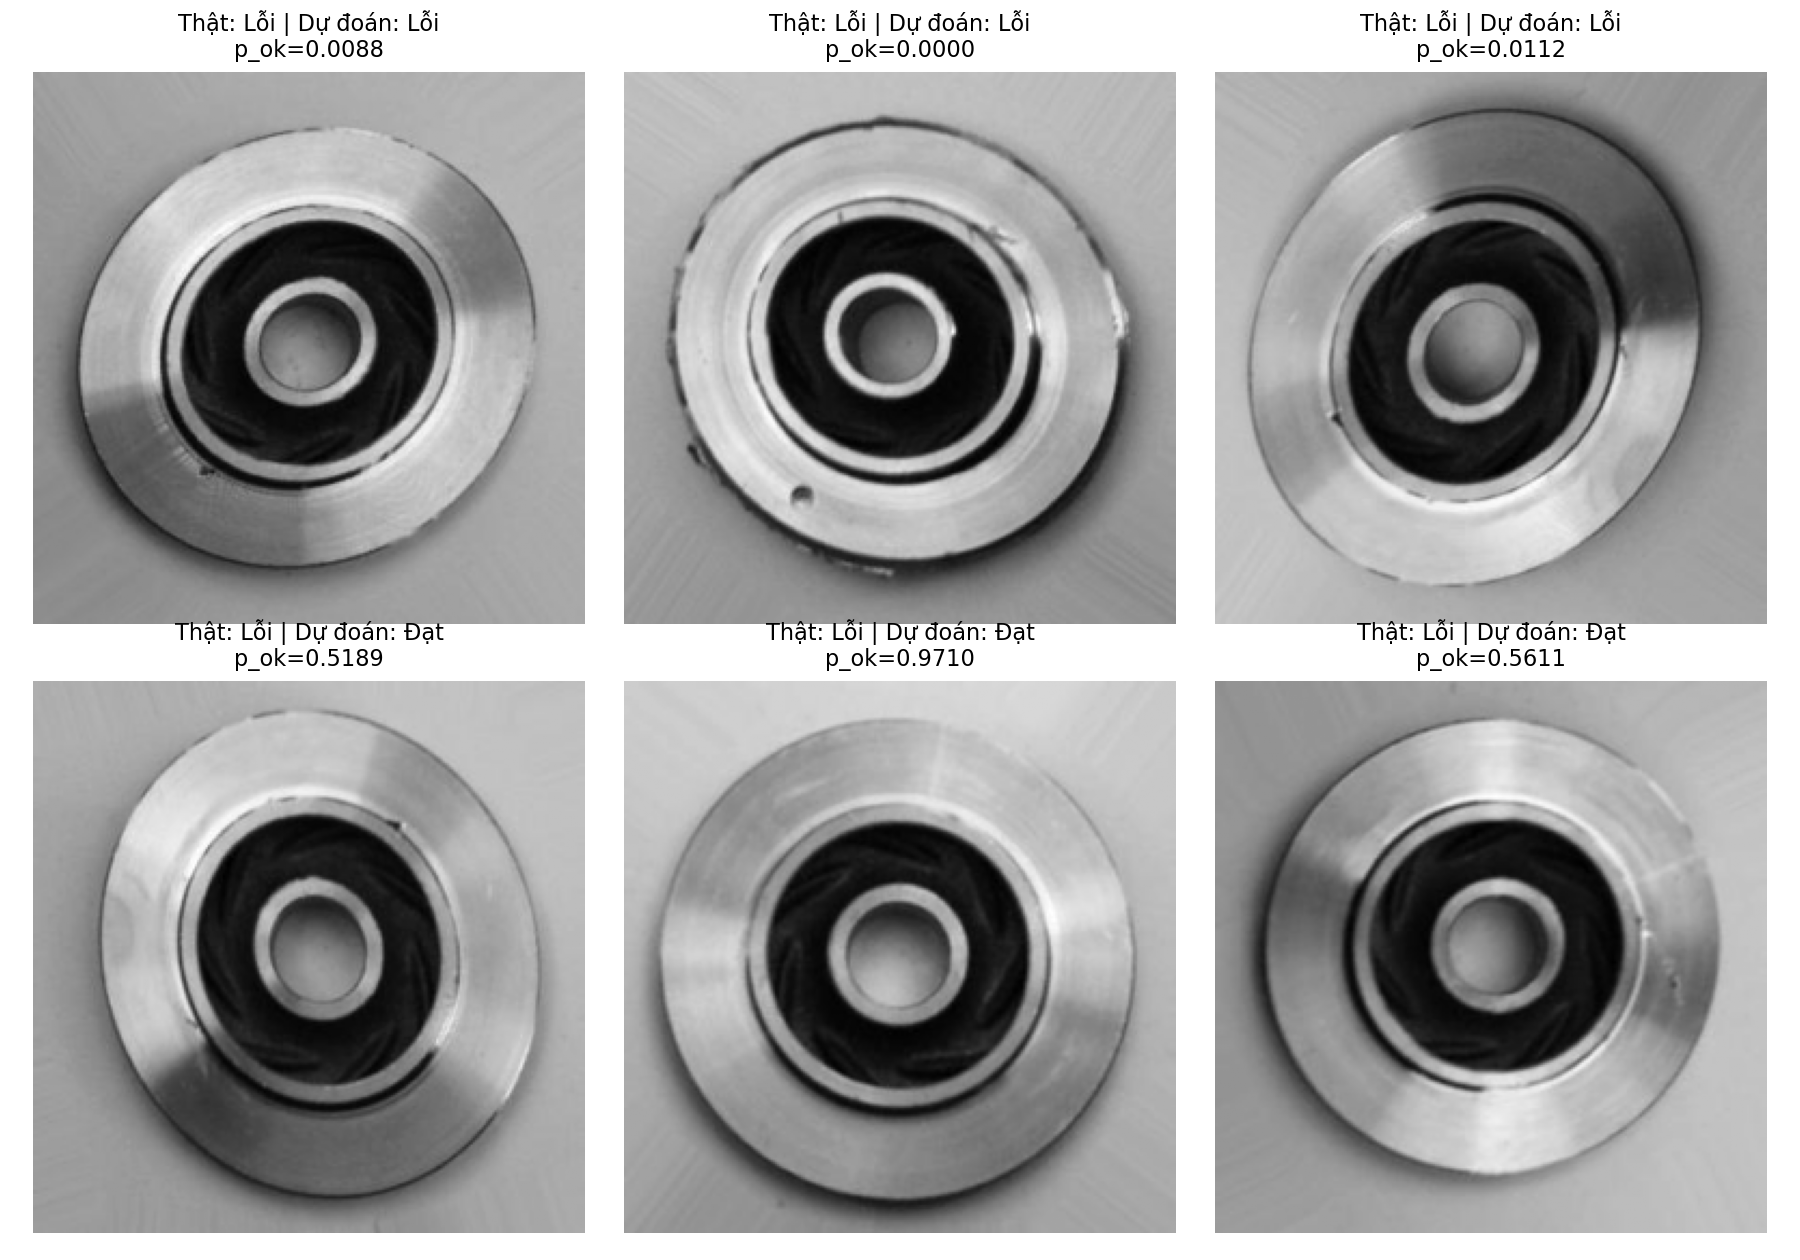 Thật: Lỗi | Dự đoán: Lỗi
p_ok=0.0088
Thật: Lỗi | Dự đoán: Lỗi
p_ok=0.0000
Thật: Lỗi | Dự đoán: Lỗi
p_ok=0.0112
Thật: Lỗi | Dự đoán: Đạt
p_ok=0.5189
Thật: Lỗi | Dự đoán: Đạt
p_ok=0.9710
Thật: Lỗi | Dự đoán: Đạt
p_ok=0.5611